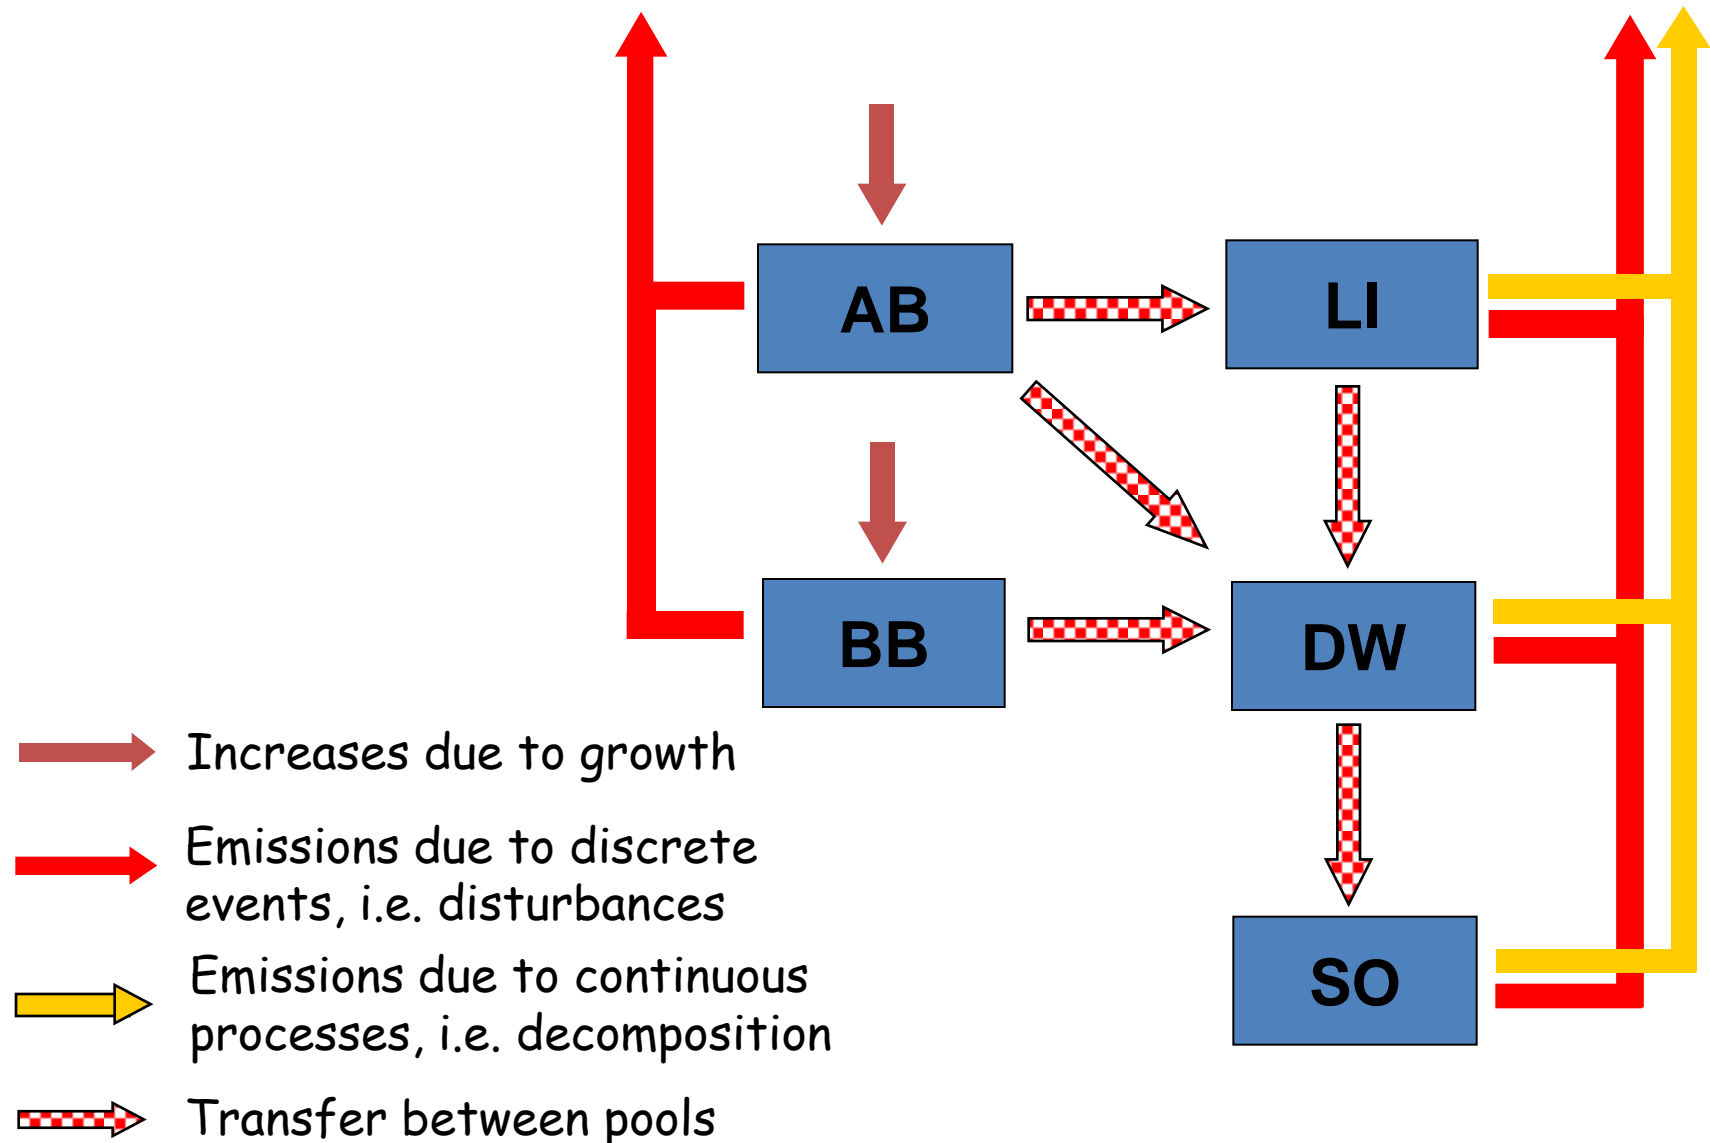 AB
LI
BB
DW
SO
Increases due to growth
Emissions due to discrete
events, i.e. disturbances
Emissions due to continuous
processes, i.e. decomposition
Transfer between pools